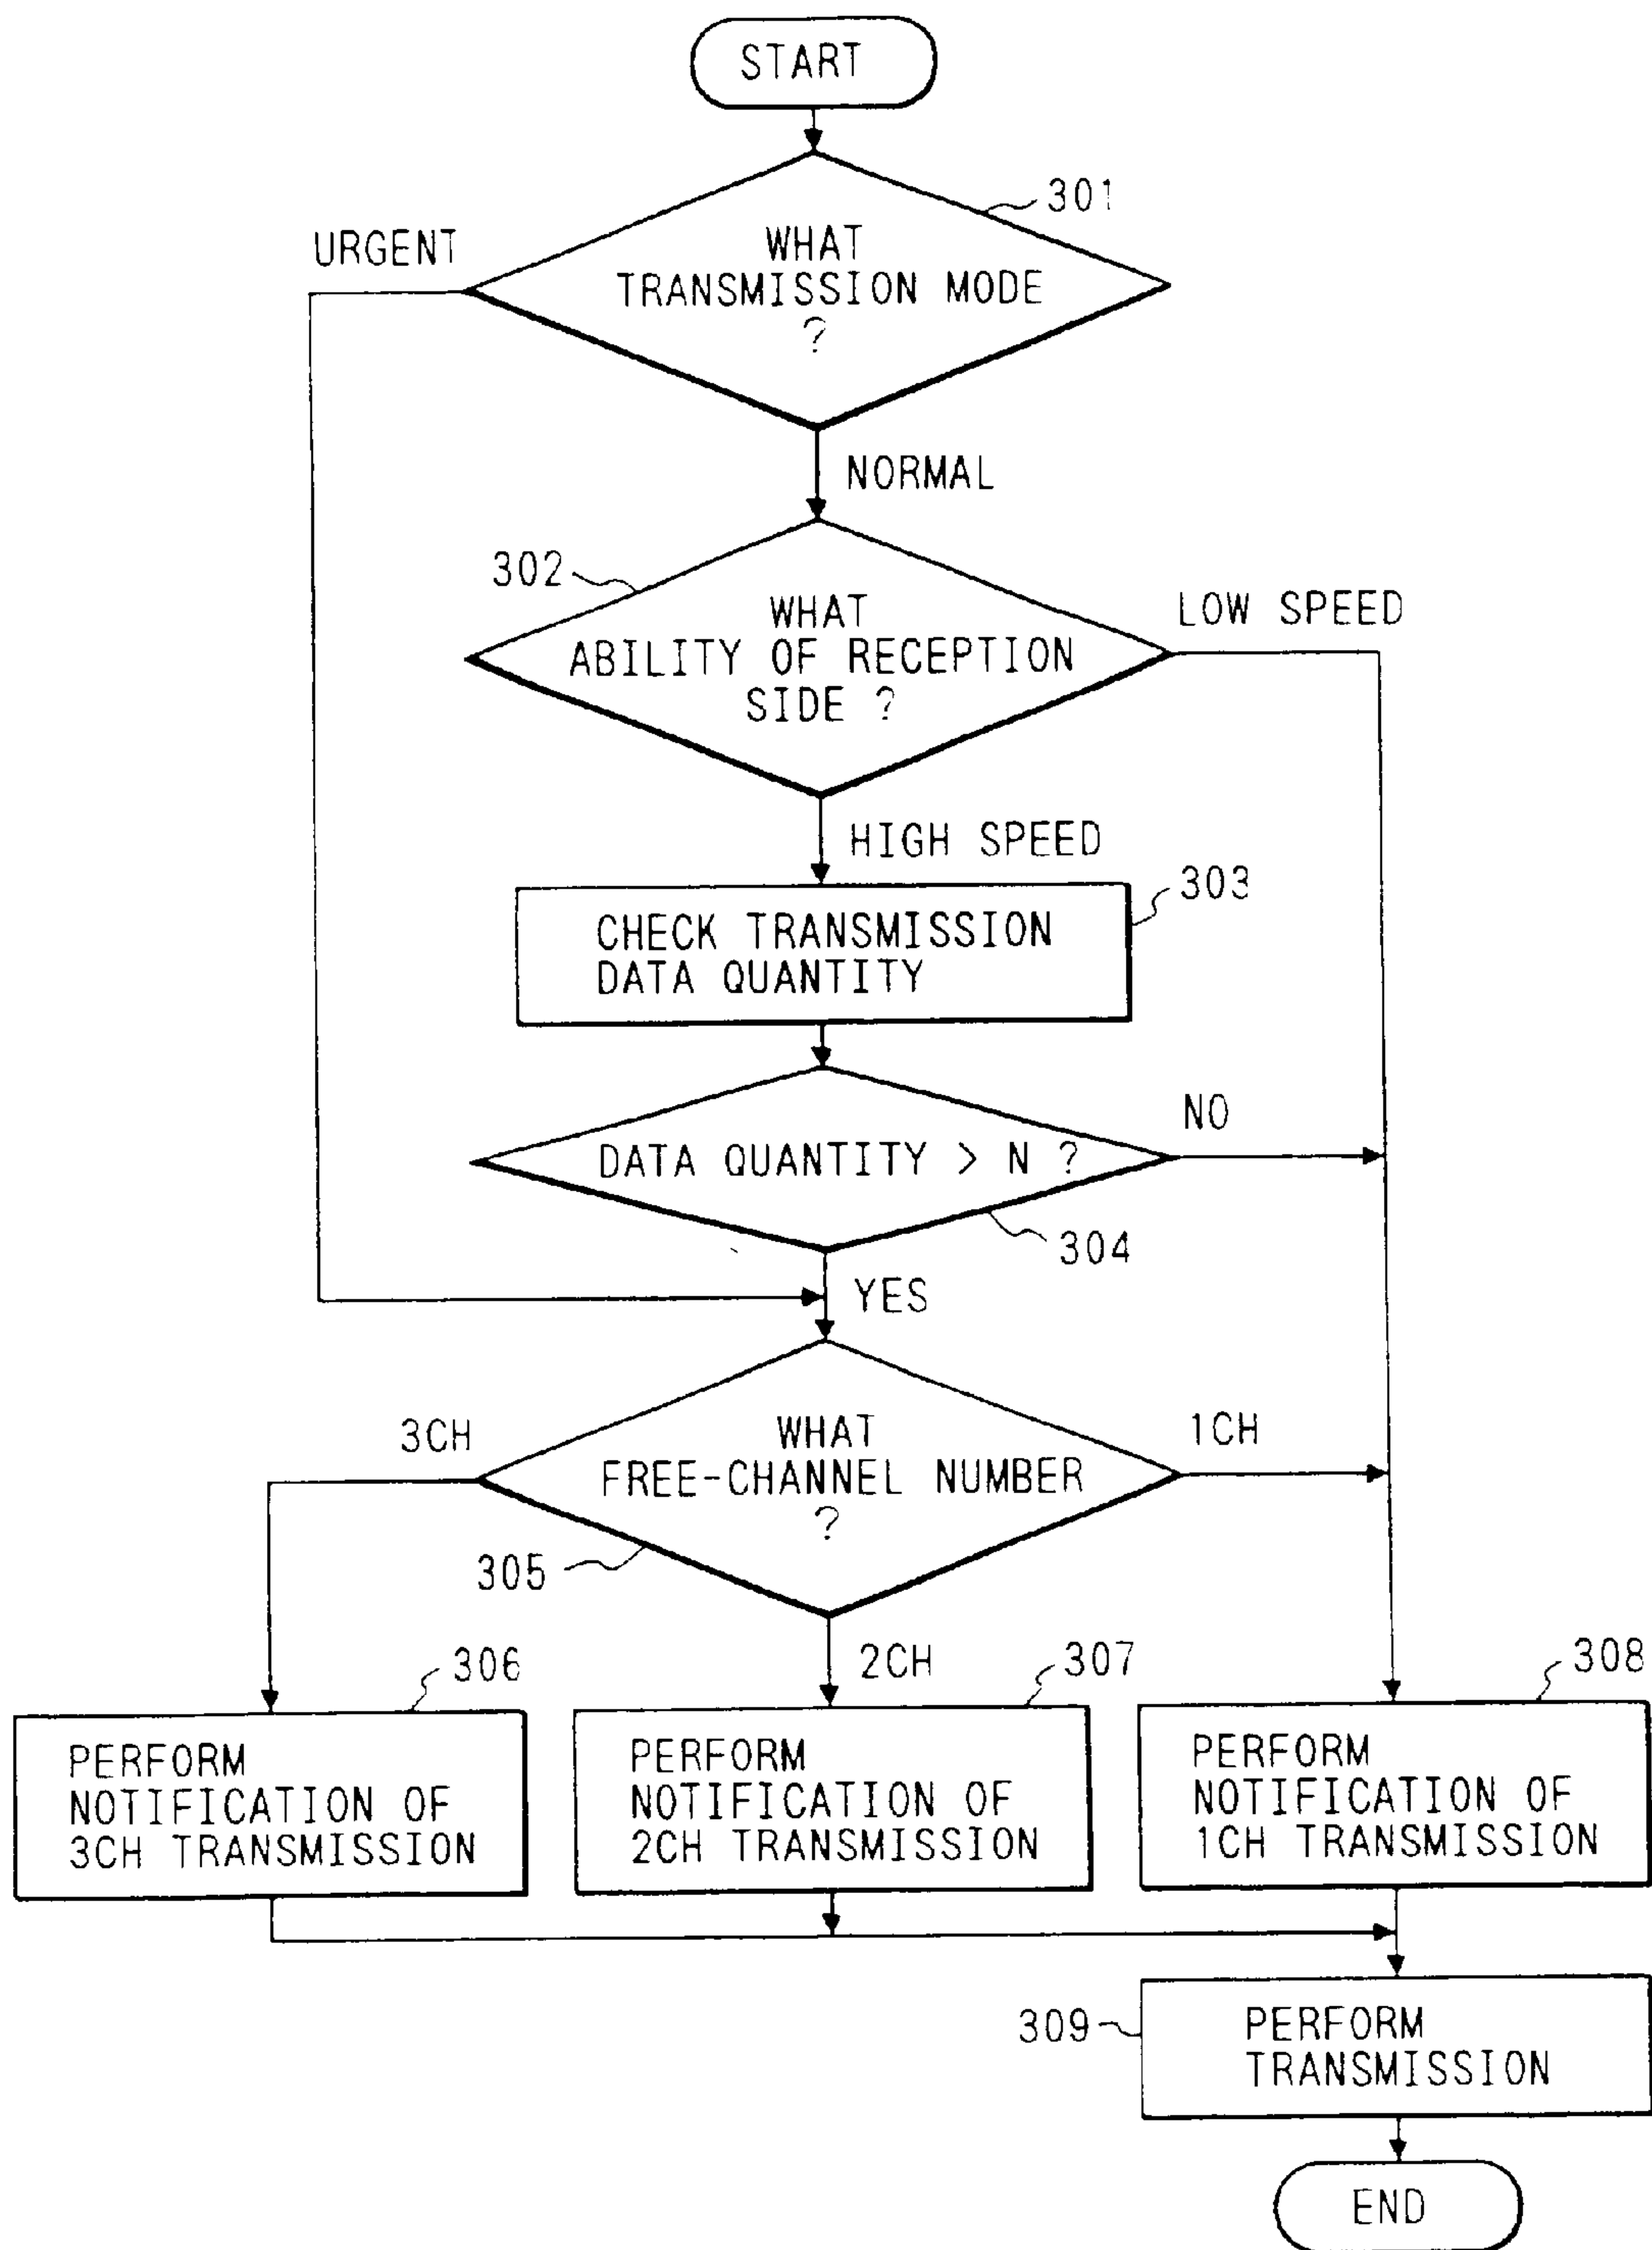 START
301
URGENT
WHAT
TRANSMISSION MODE
?
NORMAL
302
WHAT
ABILITY OF RECEPTION
SIDE ?
LOW SPEED
HIGH SPEED
303
CHECK TRANSMISSION
DATA QUANTITY
NO
DATA QUANTITY > N ?
304
YES
3CH
WHAT
FREE-CHANNEL NUMBER
?
1CH
305
2CH
306
PERFORM
NOTIFICATION OF
3CH TRANSMISSION
307
PERFORM
NOTIFICATION OF
2CH TRANSMISSION
308
PERFORM
NOTIFICATION OF
1CH TRANSMISSION
309
PERFORM
TRANSMISSION
END